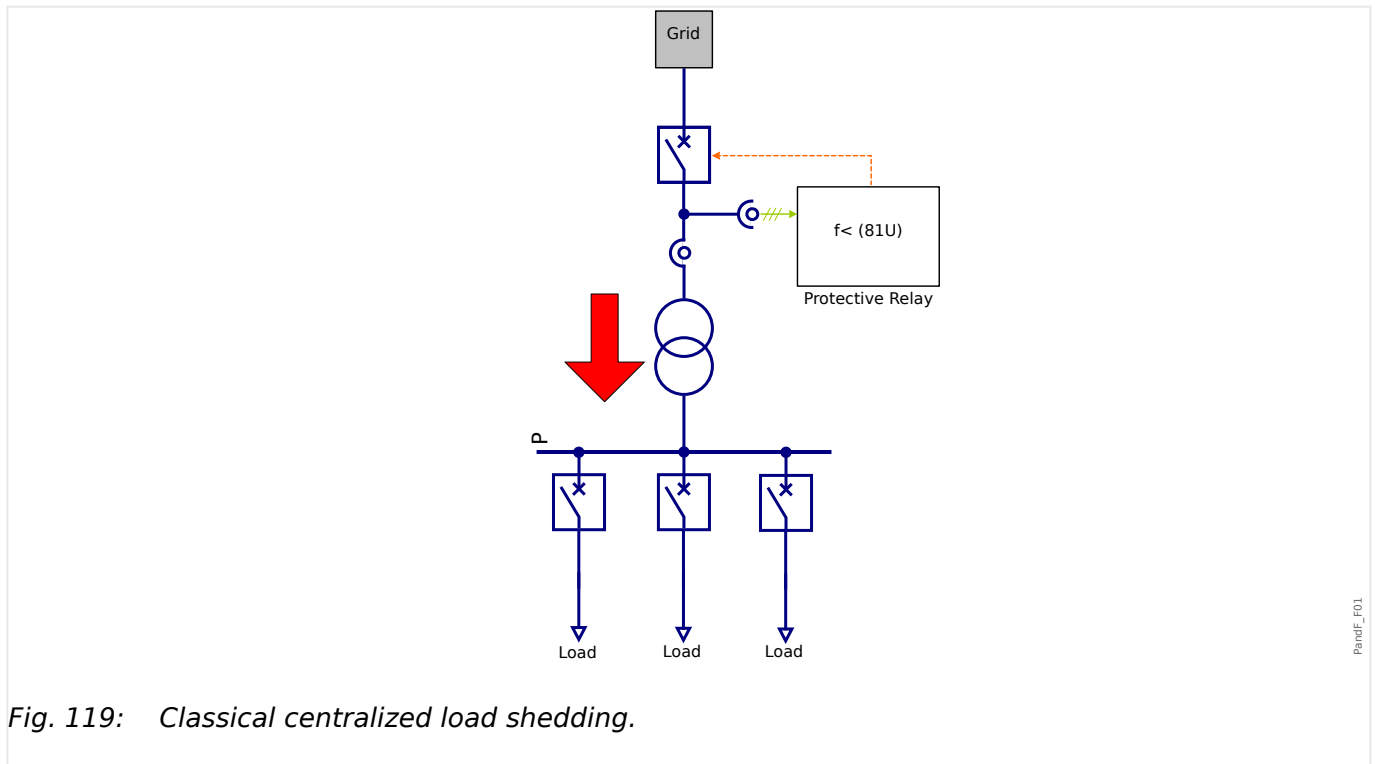 Grid
f< (81U)
Protective Relay
P
Load
Load
Load
PandF_F01
Fig. 119: Classical centralized load shedding.